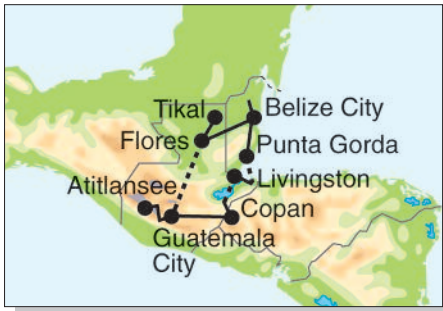 Tikal
Belize City
Flores
Punta Gorda
Atitlansee
Livingston
Copan
Guatemala
City